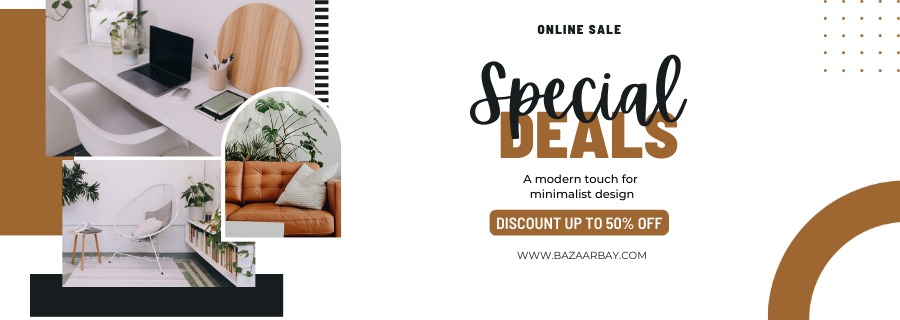 ONLINE SALE
Special
DEALS
A modern touch for
minimalist design
DISCOUNT UP TO 50% OFF
WWW.BAZAARBAY.COM